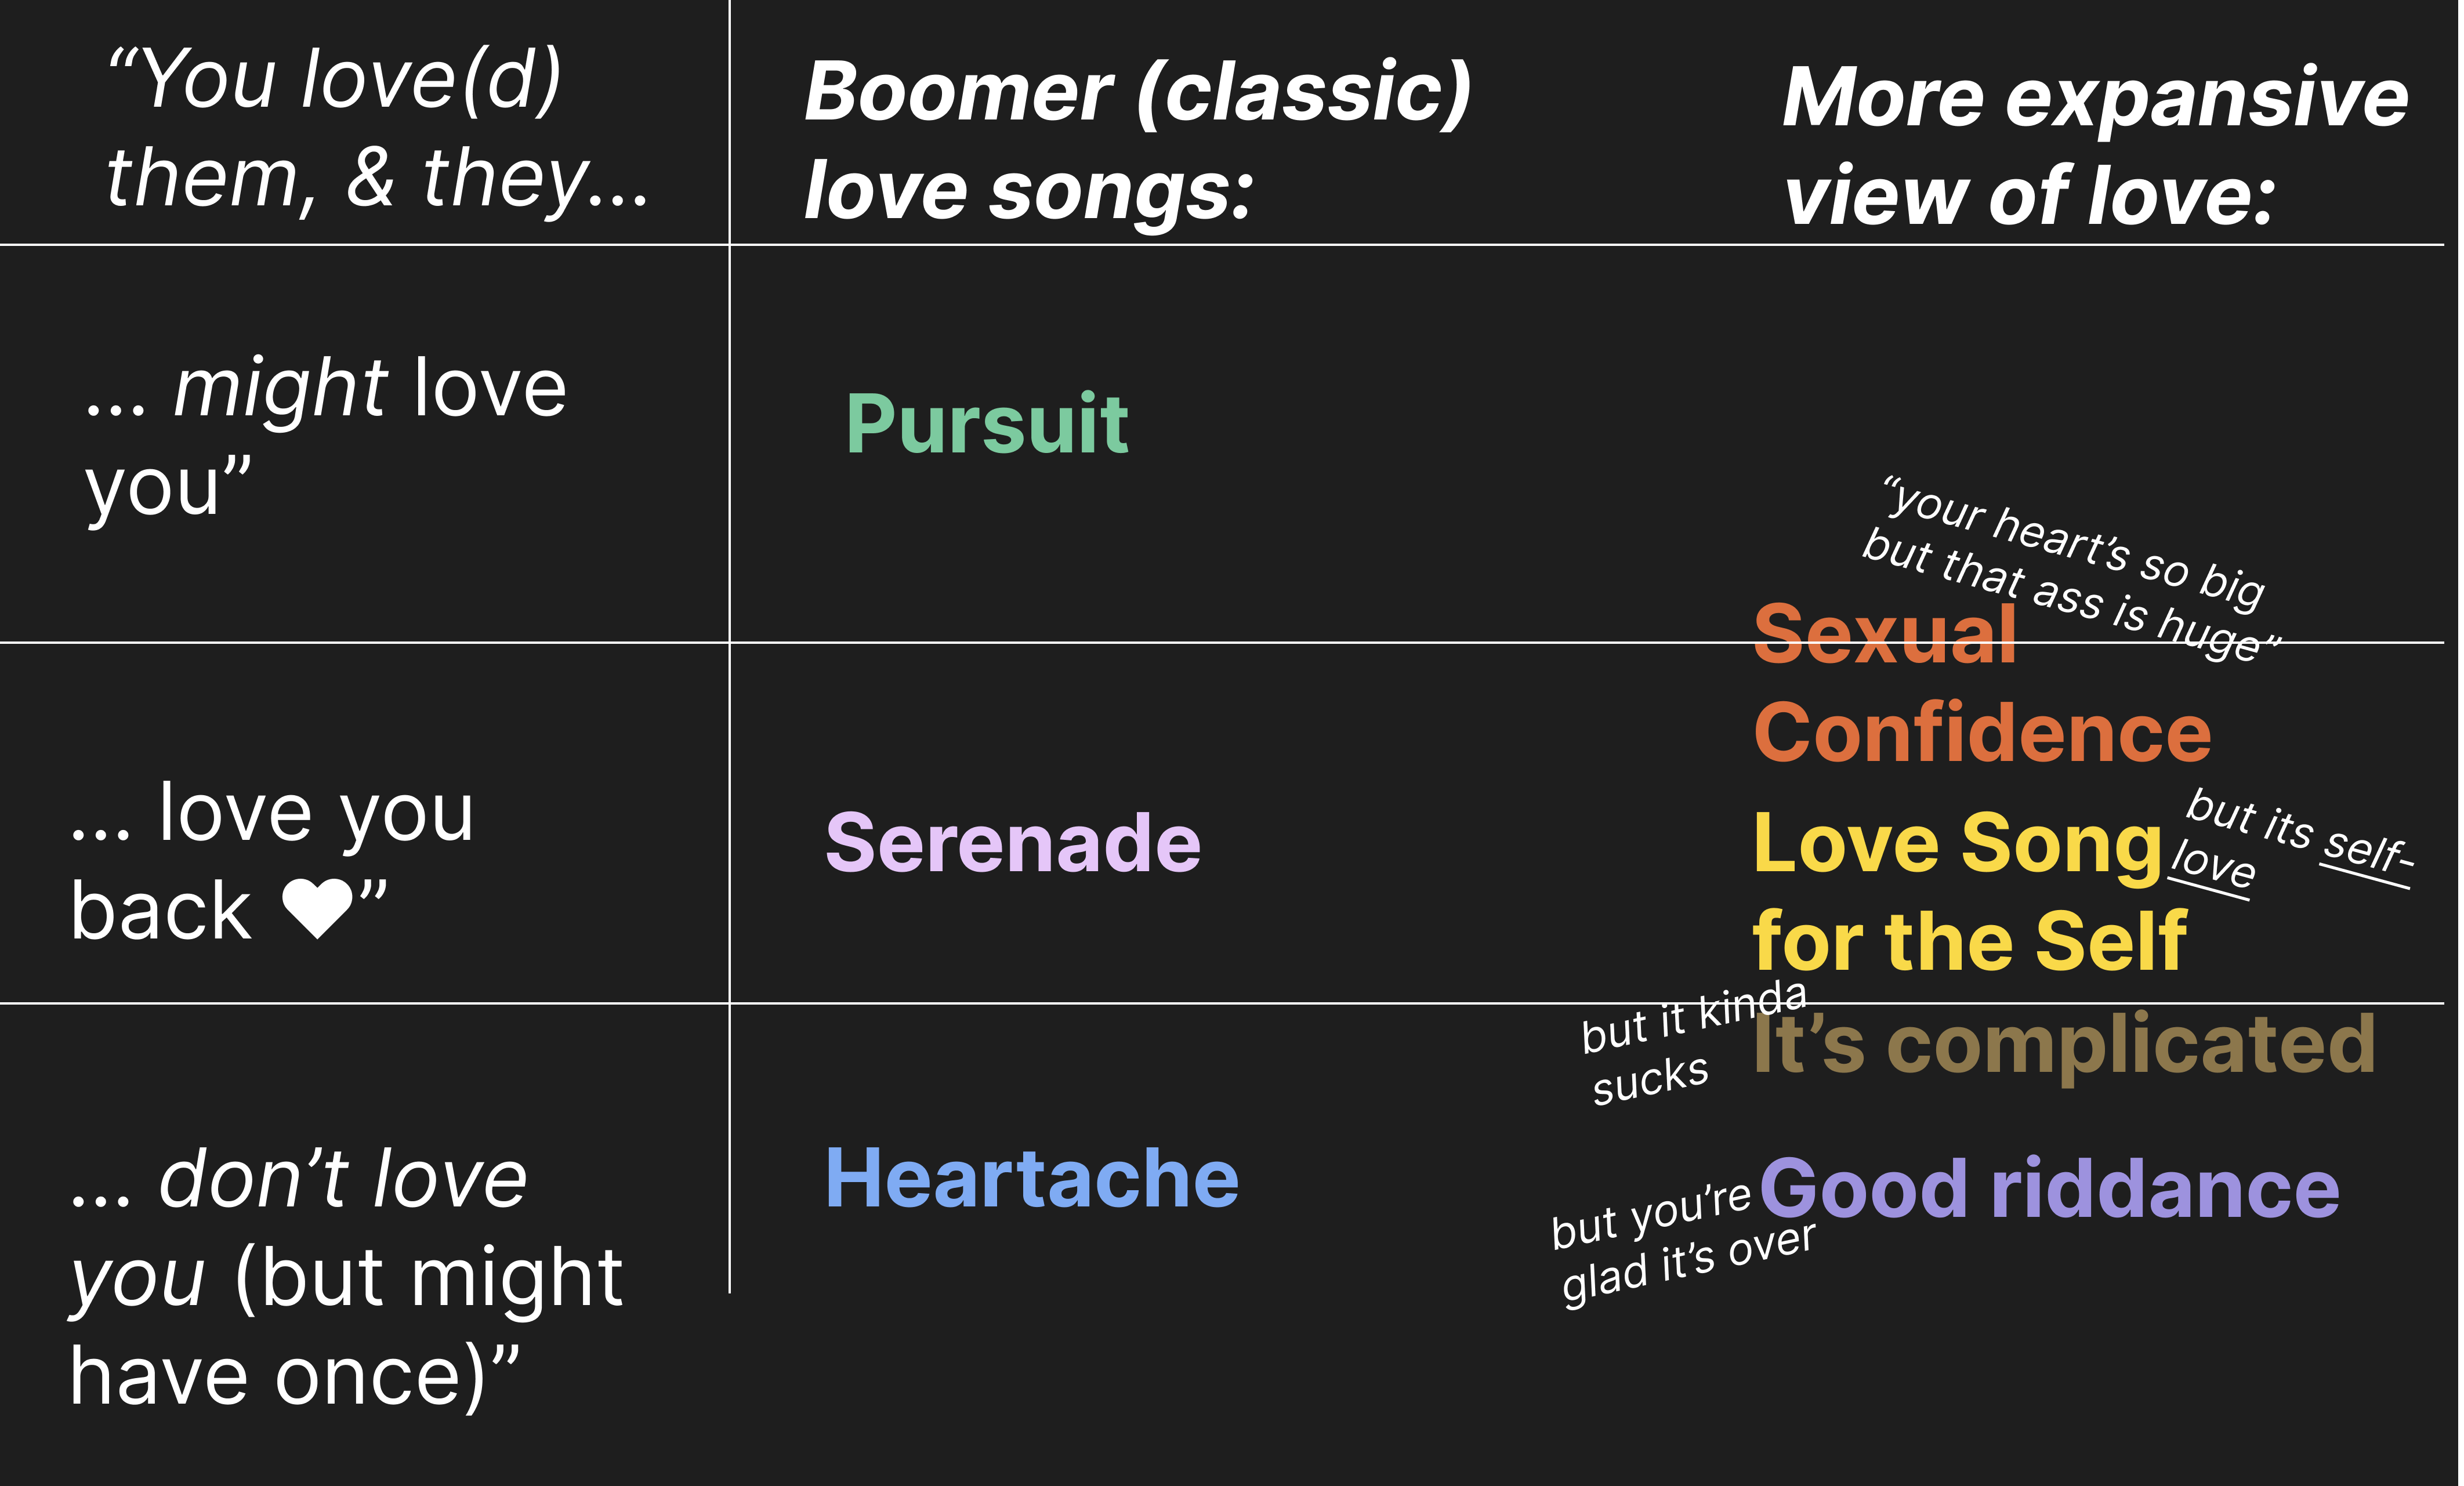 “You love(d)
them, & they...
Boomer (classic)
love songs:
More expansive
view of love:
... might love
you”
Pursuit
“your heart’s so big
but that ass is huge”
Sexual
Confidence
... love you
back ♥”
Serenade
Love Song
for the Self
but its self-
love
but it kinda
sucks
It’s complicated
... don’t love
you (but might
have once)”
Heartache
but you’re
glad it’s over
Good riddance